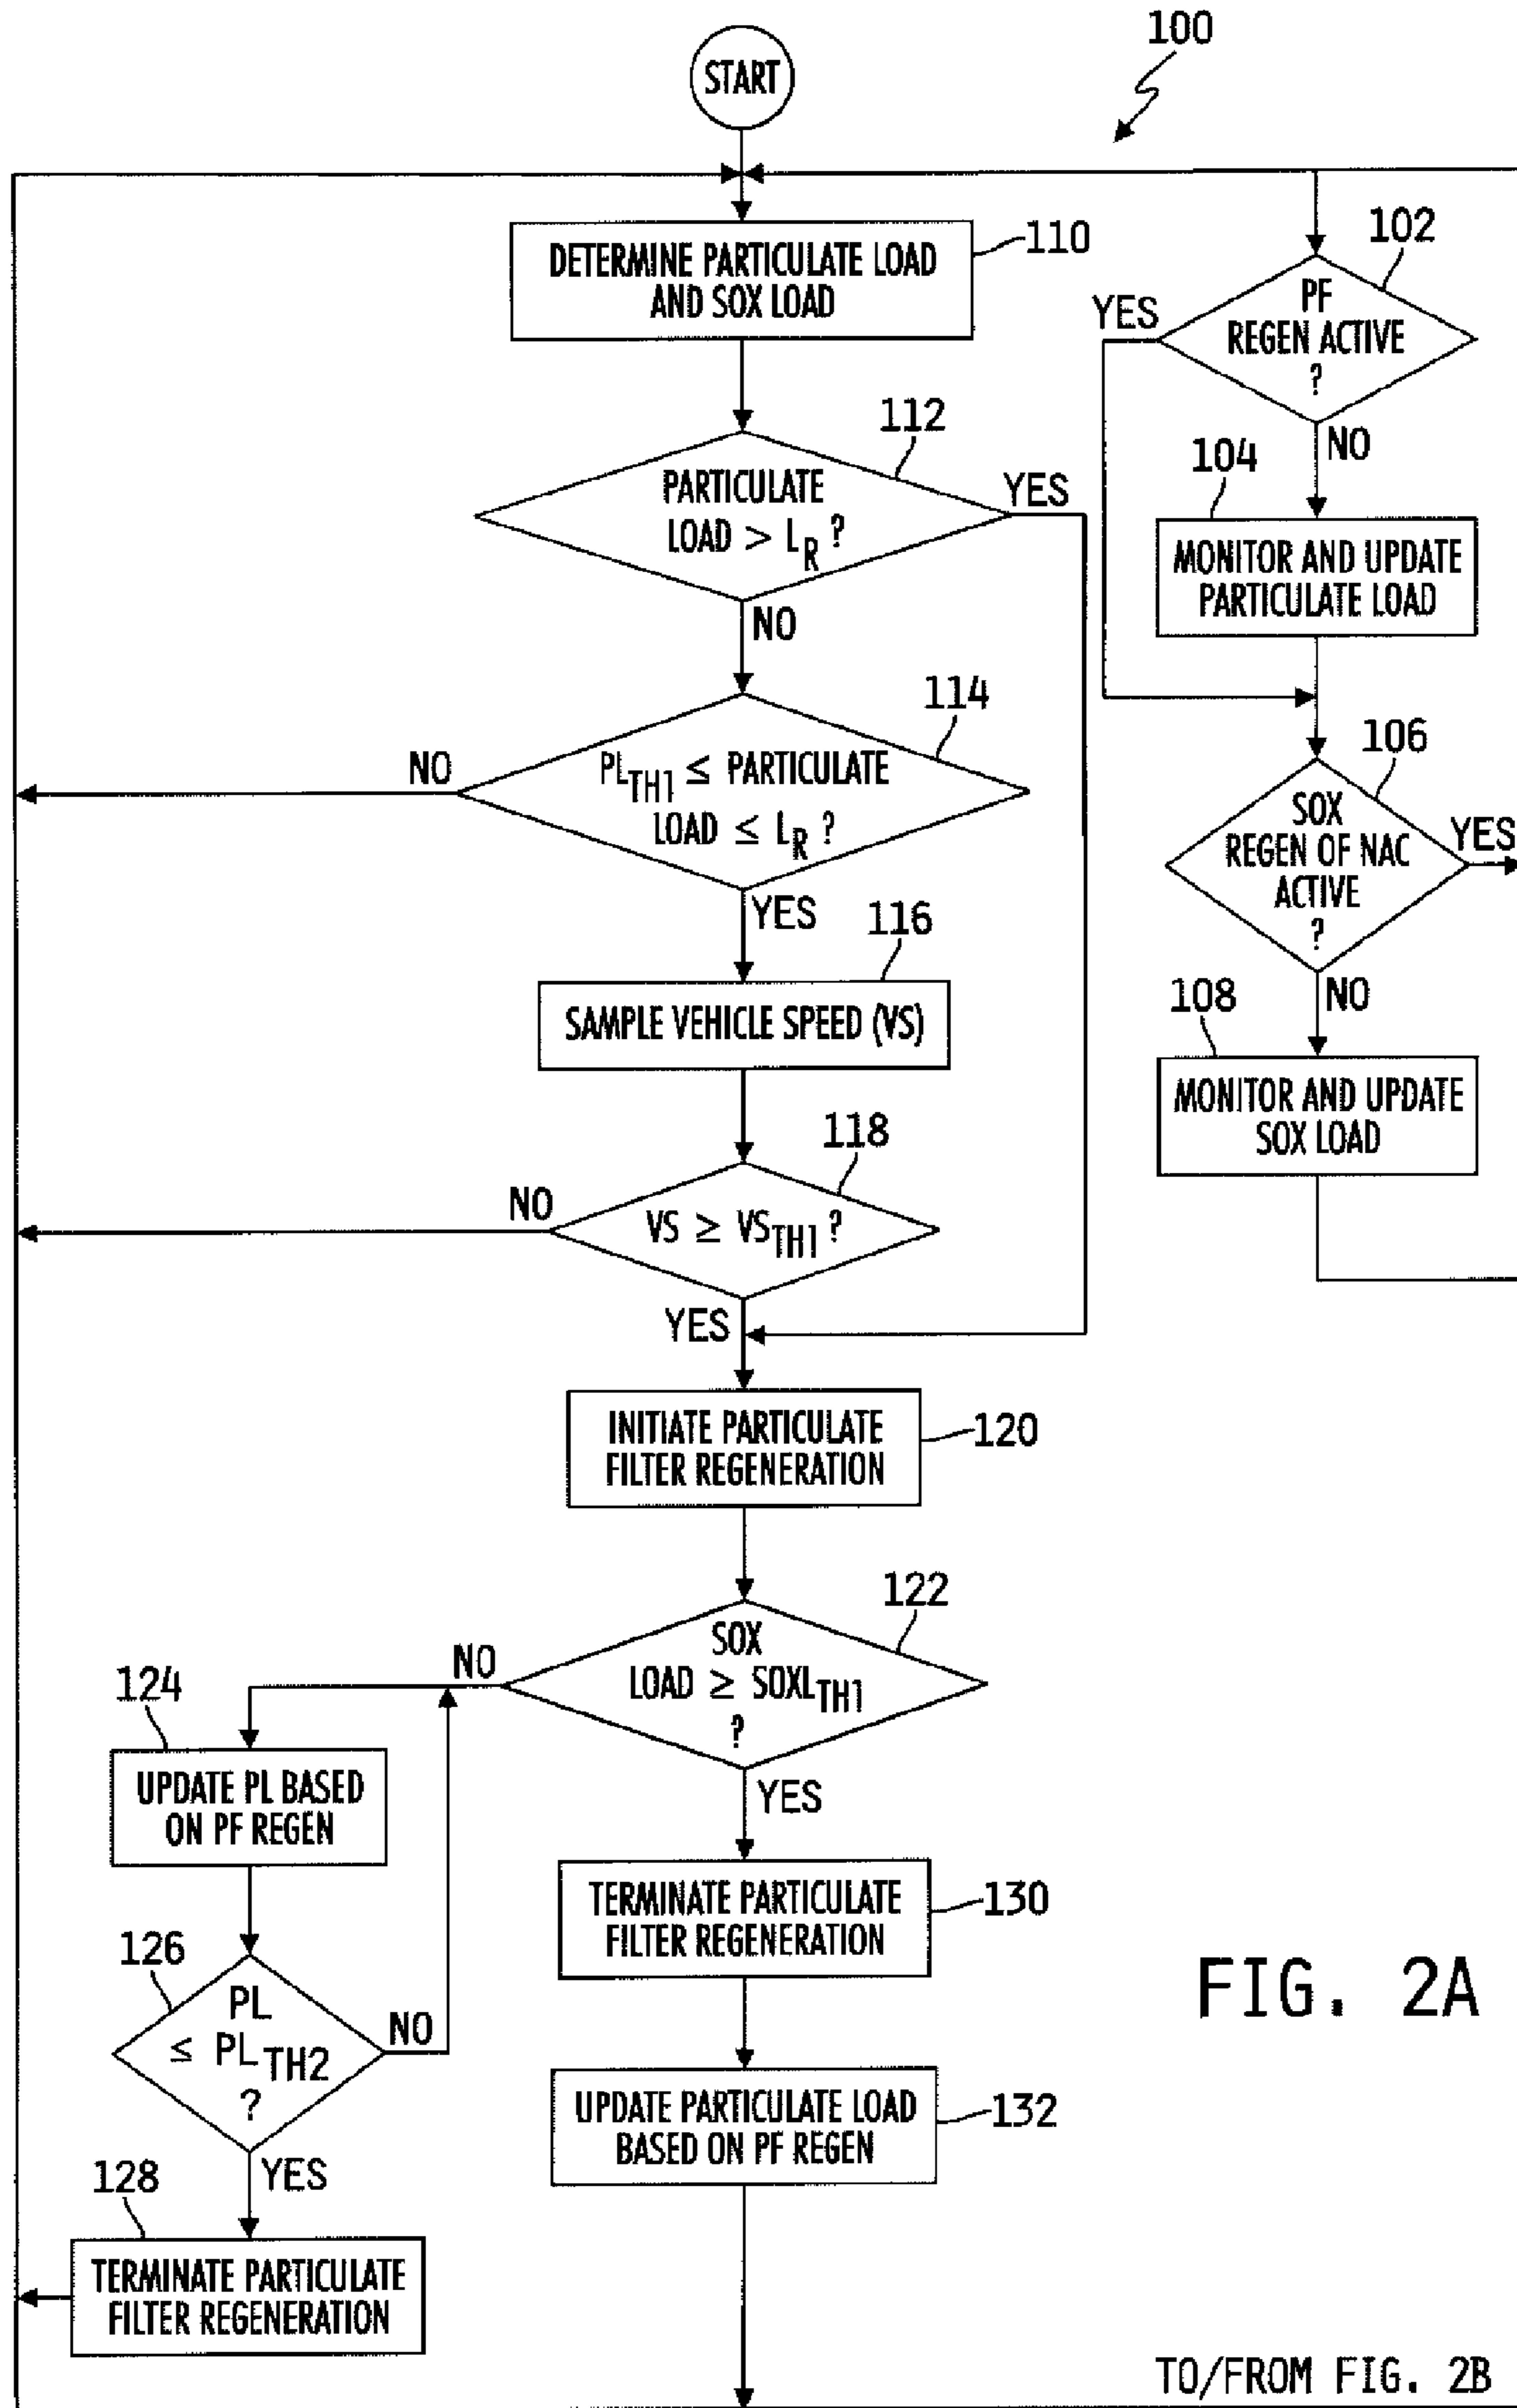 100
START
110
DETERMINE PARTICULATE LOAD
AND SOX LOAD
102
PF
REGEN ACTIVE
?
YES
NO
112
PARTICULATE
LOAD > LR ?
YES
NO
104
MONITOR AND UPDATE
PARTICULATE LOAD
114
PLTH1 ≤ PARTICULATE
LOAD ≤ LR ?
NO
YES
106
SOX
REGEN OF NAC
ACTIVE
?
YES
NO
116
SAMPLE VEHICLE SPEED (VS)
108
MONITOR AND UPDATE
SOX LOAD
118
VS ≥ VSTH1 ?
NO
YES
INITIATE PARTICULATE
FILTER REGENERATION
120
122
SOX
LOAD ≥ SOXLTH1
?
NO
YES
124
UPDATE PL BASED
ON PF REGEN
TERMINATE PARTICULATE
FILTER REGENERATION
130
126
PL
≤ PLTH2
?
NO
YES
FIG. 2A
UPDATE PARTICULATE LOAD
BASED ON PF REGEN
132
128
TERMINATE PARTICULATE
FILTER REGENERATION
TO/FROM FIG. 2B